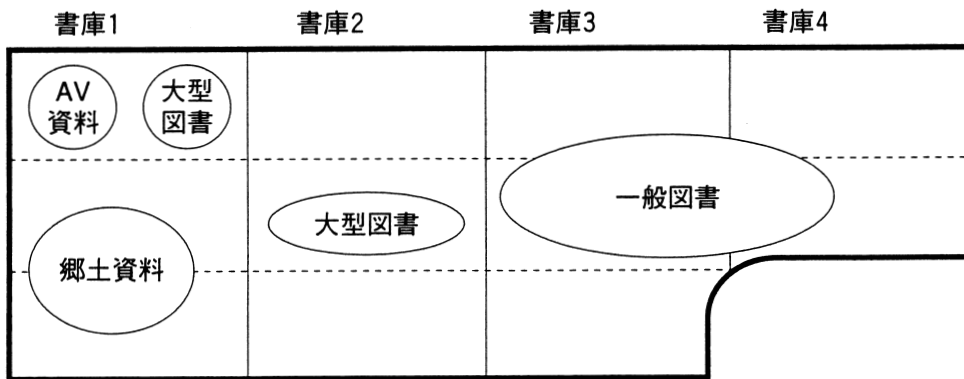 書庫1
書庫2
書庫3
書庫4
AV
資料
大型
図書
一般図書
大型図書
郷土資料